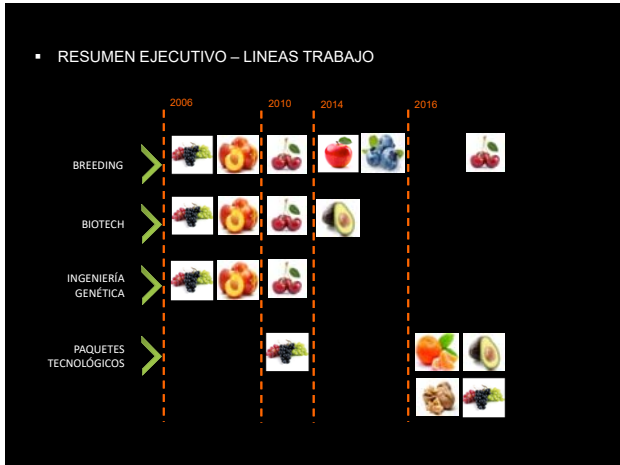 ▪ RESUMEN EJECUTIVO – LINEAS TRABAJO
2006
2010
2014
2016
BREEDING
BIOTECH
INGENIERÍA
GENÉTICA
PAQUETES
TECNOLÓGICOS